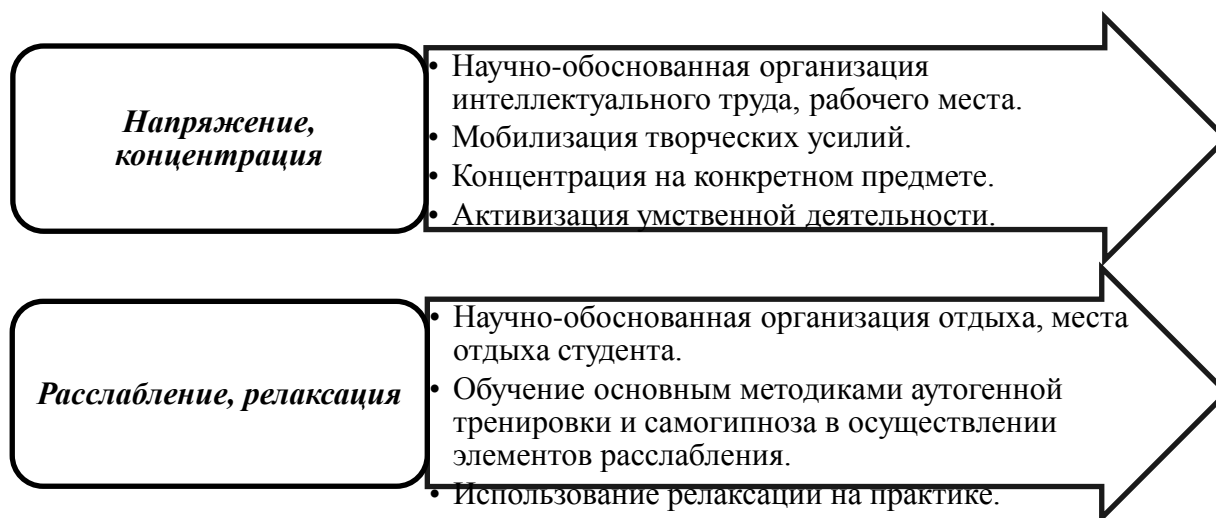 Напряжение,
концентрация
• Научно-обоснованная организация
интеллектуального труда, рабочего места.
• Мобилизация творческих усилий.
• Концентрация на конкретном предмете.
• Активизация умственной деятельности.
Расслабление, релаксация
• Научно-обоснованная организация отдыха, места
отдыха студента.
• Обучение основным методиками аутогенной
тренировки и самогипноза в осуществлении
элементов расслабления.
• Использование релаксации на практике.